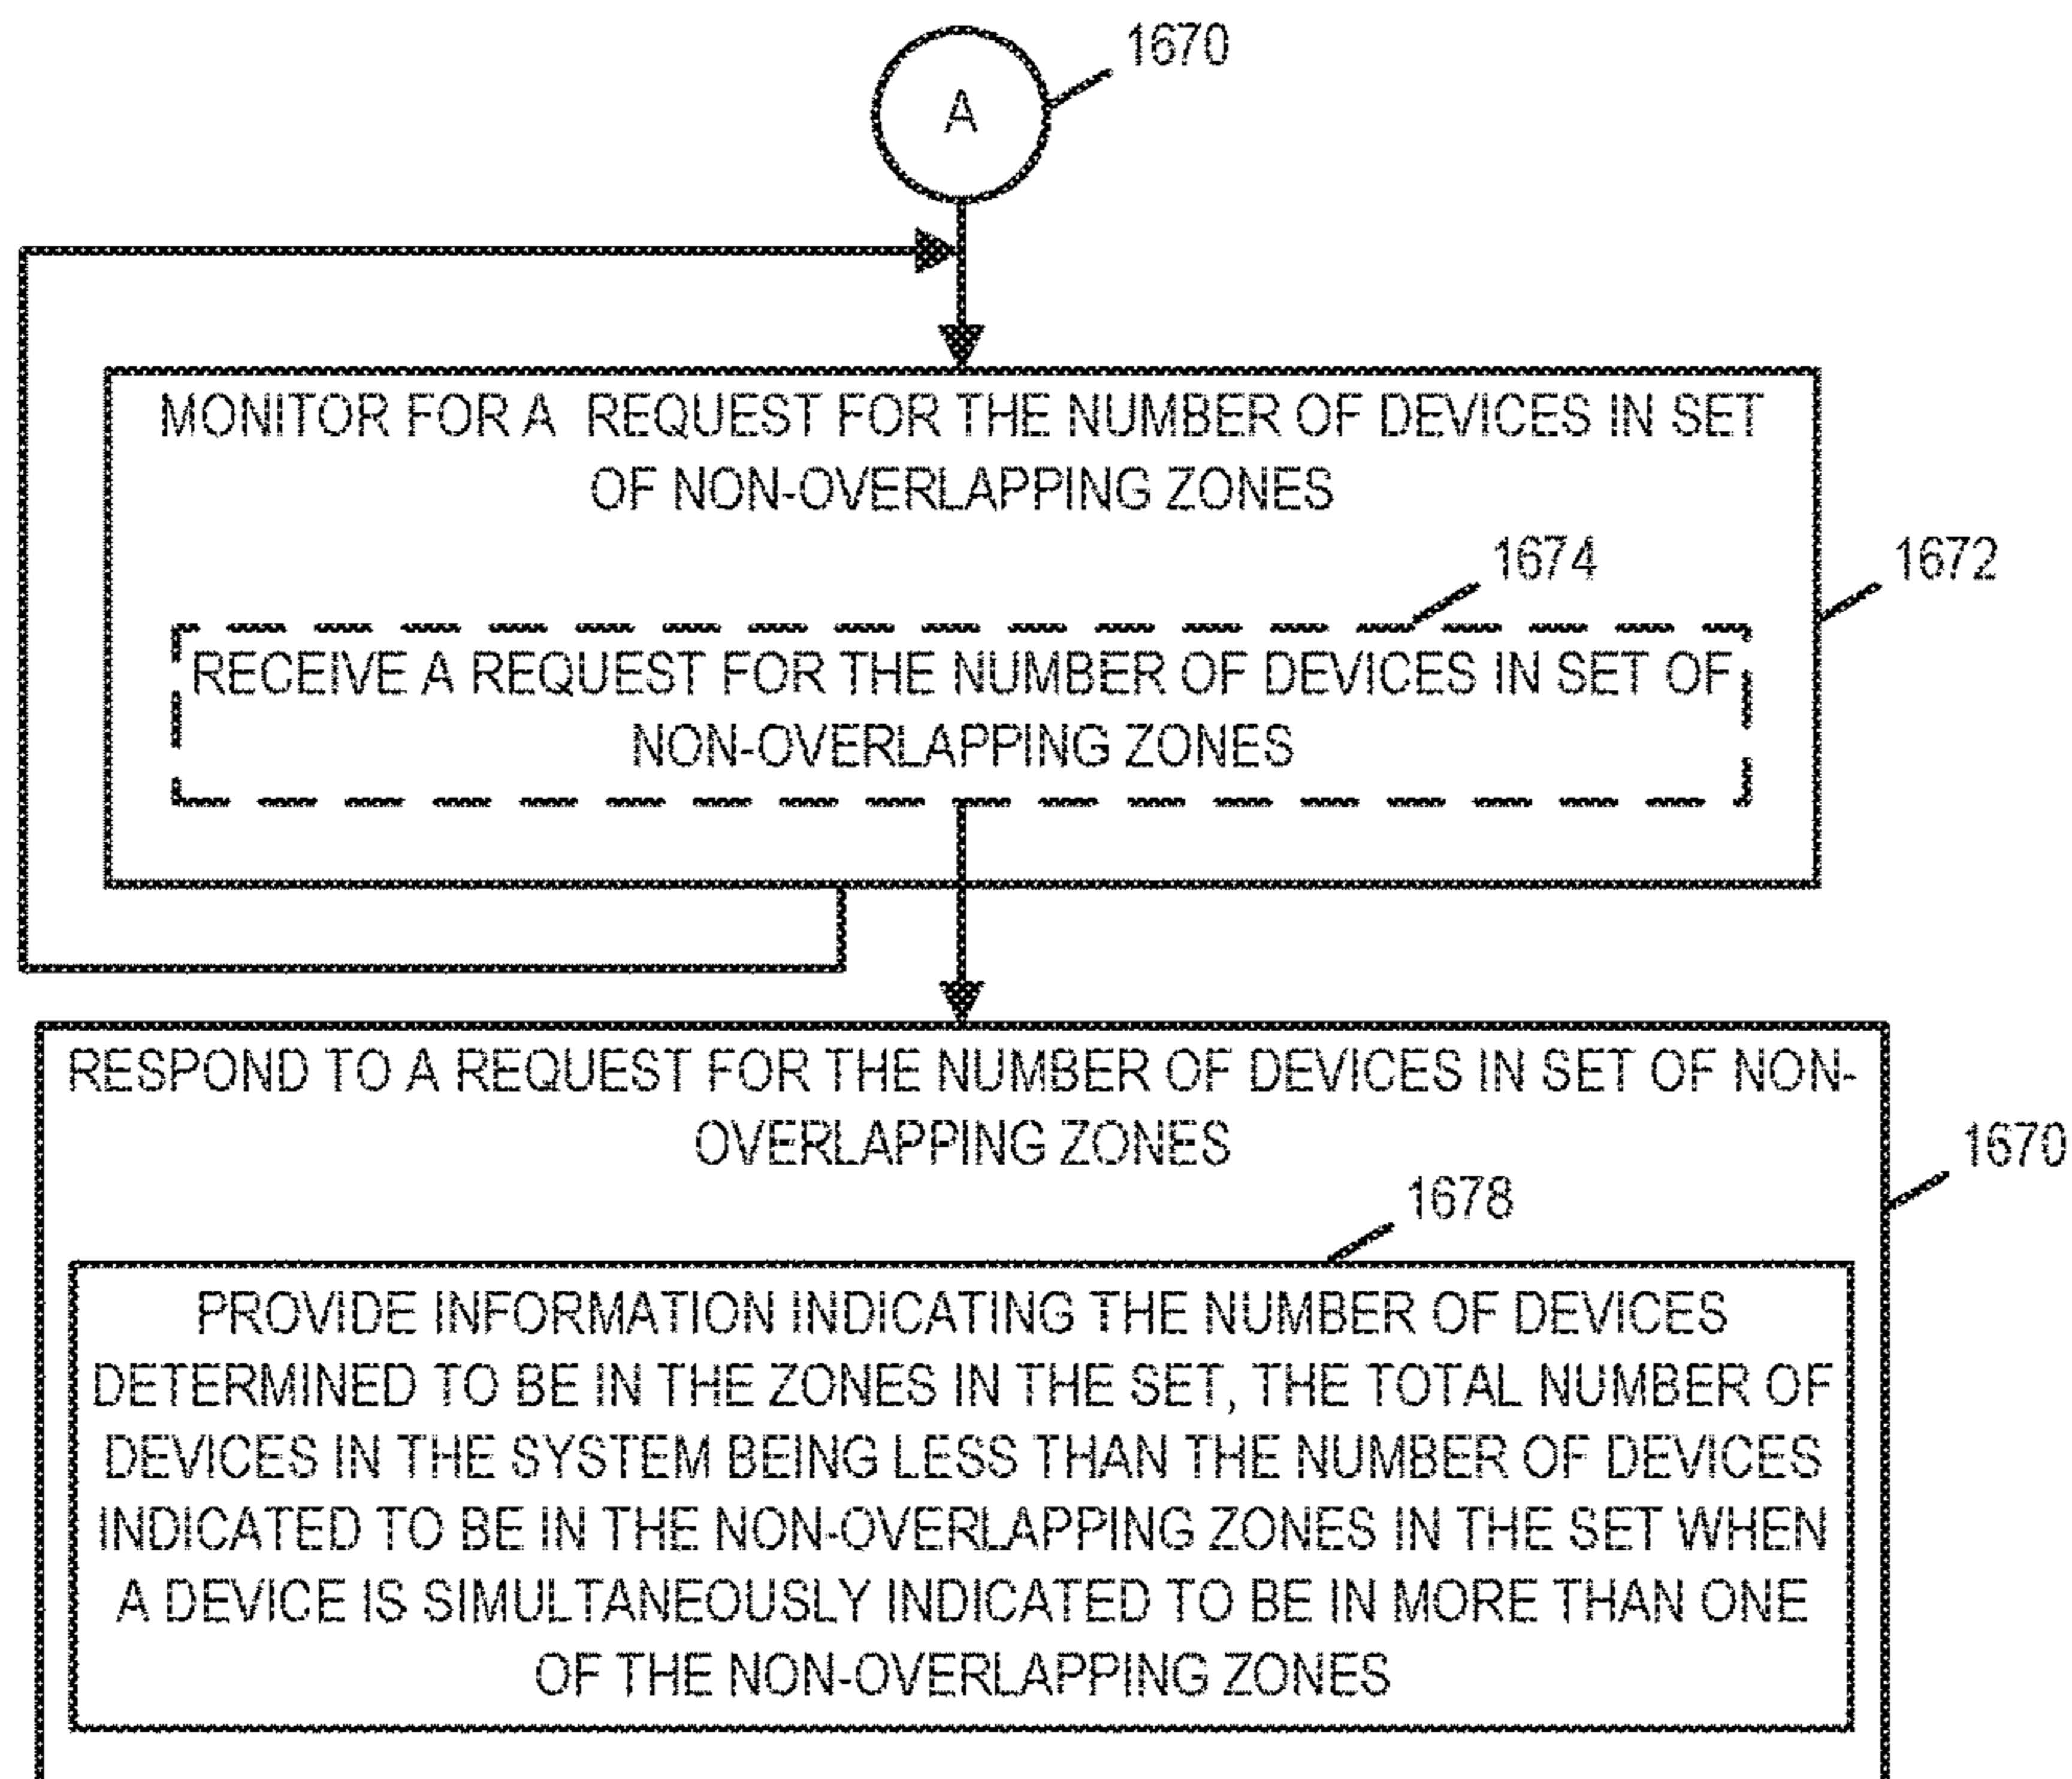 1670
A
MONITOR FOR A REQUEST FOR THE NUMBER OF DEVICES IN SET
OF NON-OVERLAPPING ZONES
1674
1672
RECEIVE A REQUEST FOR THE NUMBER OF DEVICES IN SET OF
NON-OVERLAPPING ZONES
RESPOND TO A REQUEST FOR THE NUMBER OF DEVICES IN SET OF NON-
OVERLAPPING ZONES
1670
1678
PROVIDE INFORMATION INDICATING THE NUMBER OF DEVICES
DETERMINED TO BE IN THE ZONES IN THE SET, THE TOTAL NUMBER OF
DEVICES IN THE SYSTEM BEING LESS THAN THE NUMBER OF DEVICES
INDICATED TO BE IN THE NON-OVERLAPPING ZONES IN THE SET WHEN
A DEVICE IS SIMULTANEOUSLY INDICATED TO BE IN MORE THAN ONE
OF THE NON-OVERLAPPING ZONES